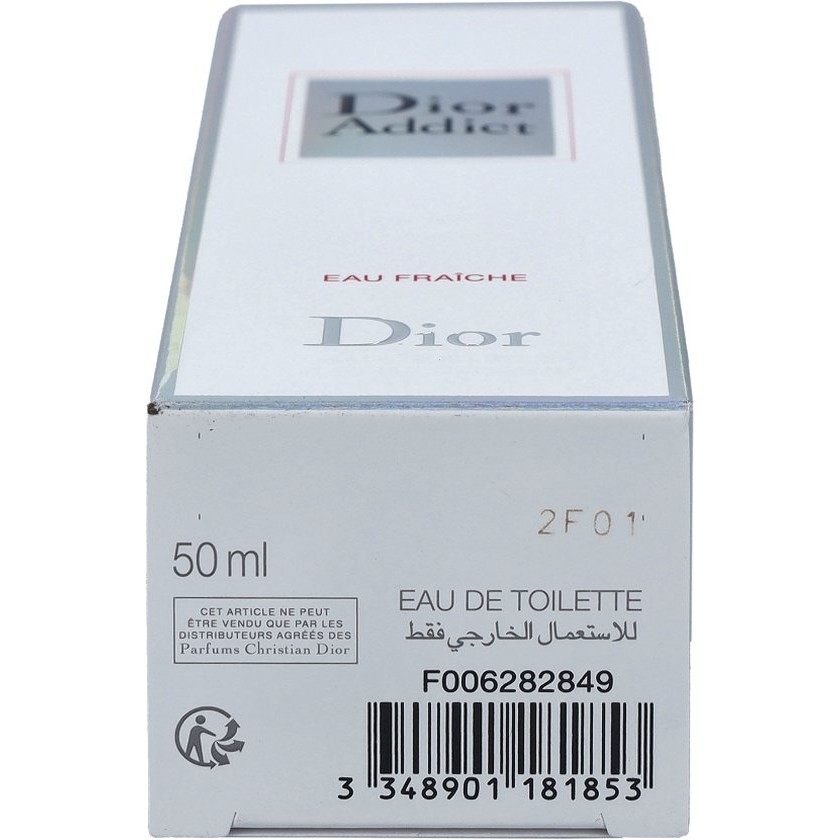 Dior
Addict
EAU FRAÎCHE
Dior
2F01
50 ml
CET ARTICLE NE PEUT
ÊTRE VENDU QUE PAR LES
DISTRIBUTEURS AGRÉÉS DES
Parfums Christian Dior
EAU DE TOILETTE
للاستعمال الخارجي فقط
F006282849
3 348901 181853